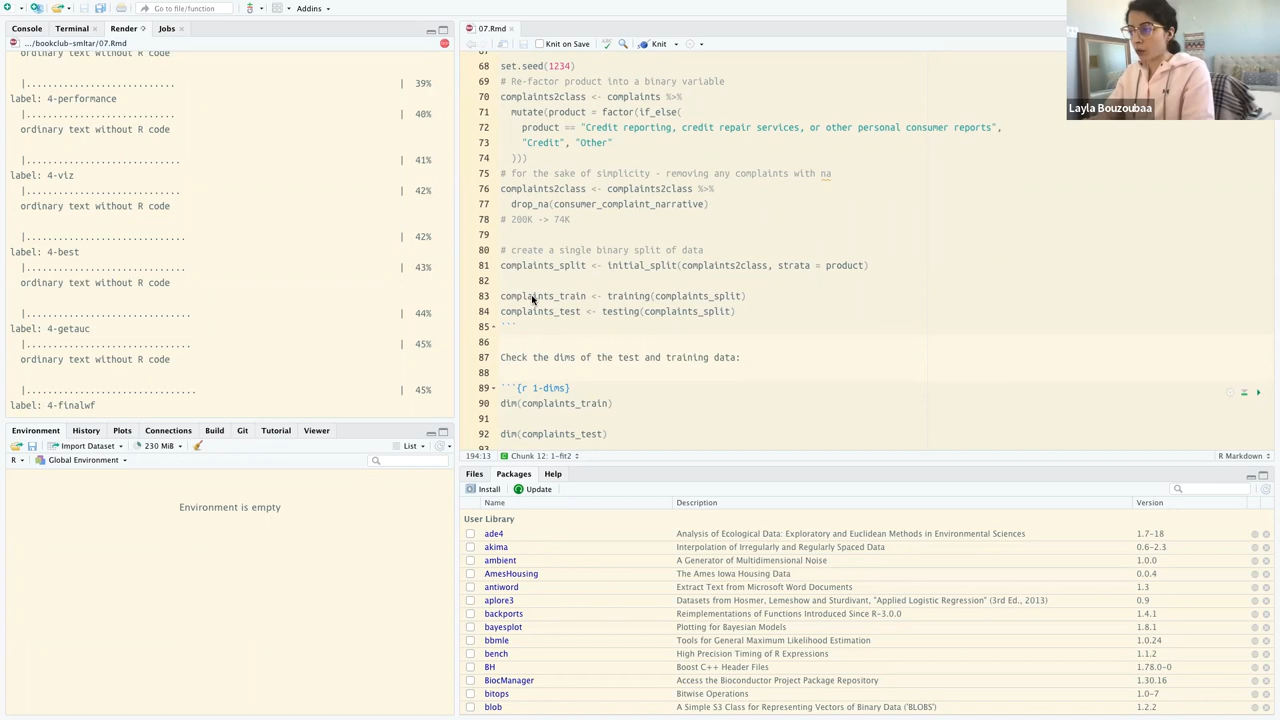 Go to file/function
Addins
Console
Terminal
Render
Jobs
.../bookclub-smltar/07.Rmd
ordinary text without R code
|........................... | 39%
label: 4-performance
|........................... | 40%
ordinary text without R code
|............................ | 41%
label: 4-viz
|............................ | 42%
ordinary text without R code
|............................. | 42%
label: 4-best
|............................. | 43%
ordinary text without R code
|.............................. | 44%
label: 4-getauc
|.............................. | 45%
ordinary text without R code
|............................... | 45%
label: 4-finalwf
Environment
History
Plots
Connections
Build
Git
Tutorial
Viewer
Import Dataset
230 MiB
List
R
Global Environment
Environment is empty
07.Rmd
Knit on Save
Knit
68 set.seed(1234)
69 # Re-factor product into a binary variable
70 complaints2class <- complaints %>%
71 mutate(product = factor(if_else(
72 product == "Credit reporting, credit repair services, or other personal consumer reports",
73 "Credit", "Other"
74 )))
75 # for the sake of simplicity - removing any complaints with na
76 complaints2class <- complaints2class %>%
77 drop_na(consumer_complaint_narrative)
78 # 200K -> 74K
79
80 # create a single binary split of data
81 complaints_split <- initial_split(complaints2class, strata = product)
82
83 complaints_train <- training(complaints_split)
84 complaints_test <- testing(complaints_split)
85 ```
86
87 Check the dims of the test and training data:
88
89 ```{r 1-dims}
90 dim(complaints_train)
91
92 dim(complaints_test)
93
194:13
Chunk 12: 1-fit2
R Markdown
Files
Packages
Help
Install
Update
Name Description Version
User Library
ade4 Analysis of Ecological Data: Exploratory and Euclidean Methods in Environmental Sciences 1.7-18
akima Interpolation of Irregularly and Regularly Spaced Data 0.6-2.3
ambient A Generator of Multidimensional Noise 1.0.0
AmesHousing The Ames Iowa Housing Data 0.0.4
antiword Extract Text from Microsoft Word Documents 1.3
aplore3 Datasets from Hosmer, Lemeshow and Sturdivant, "Applied Logistic Regression" (3rd Ed., 2013) 0.9
backports Reimplementations of Functions Introduced Since R-3.0.0 1.4.1
bayesplot Plotting for Bayesian Models 1.8.1
bbmle Tools for General Maximum Likelihood Estimation 1.0.24
bench High Precision Timing of R Expressions 1.1.2
BH Boost C++ Header Files 1.78.0-0
BiocManager Access the Bioconductor Project Package Repository 1.30.16
bitops Bitwise Operations 1.0-7
blob A Simple S3 Class for Representing Vectors of Binary Data ('BLOBS') 1.2.2
Layla Bouzoubaa